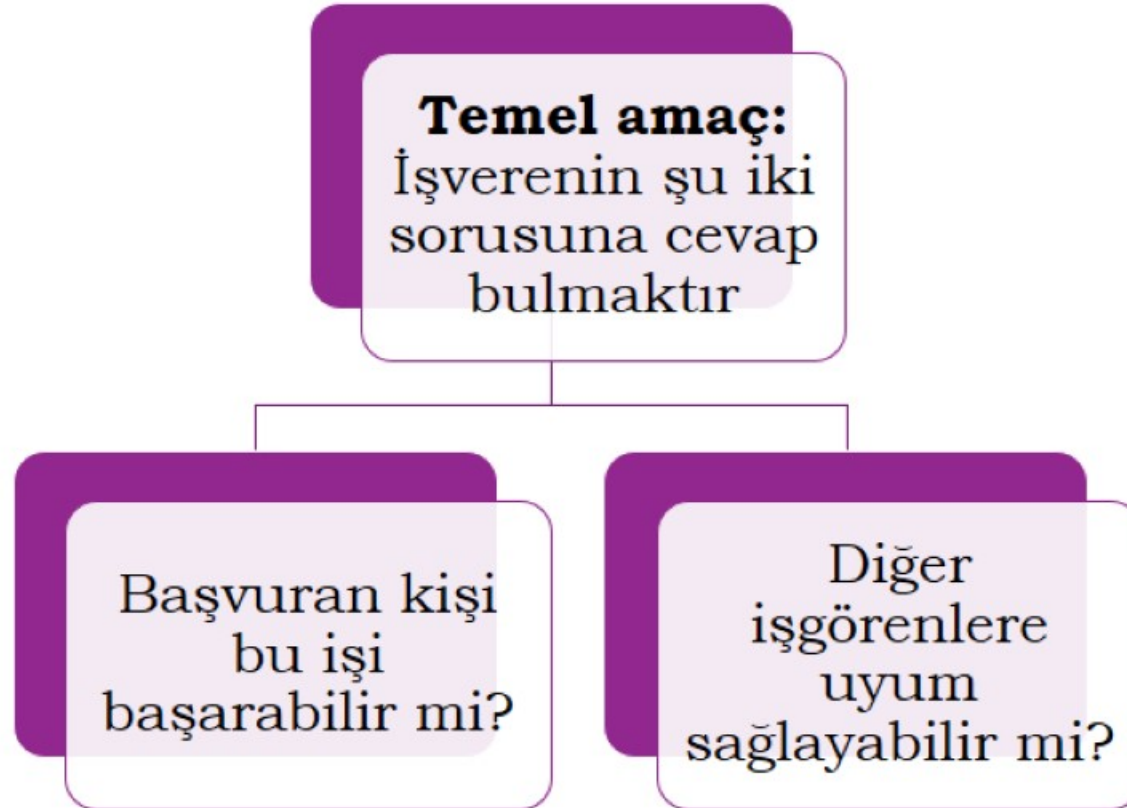 Temel amaç:
İşverenin şu iki
sorusuna cevap
bulmaktır
Başvuran kişi
bu işi
başarabilir mi?
Diğer
işgörenlere
uyum
sağlayabilir mi?